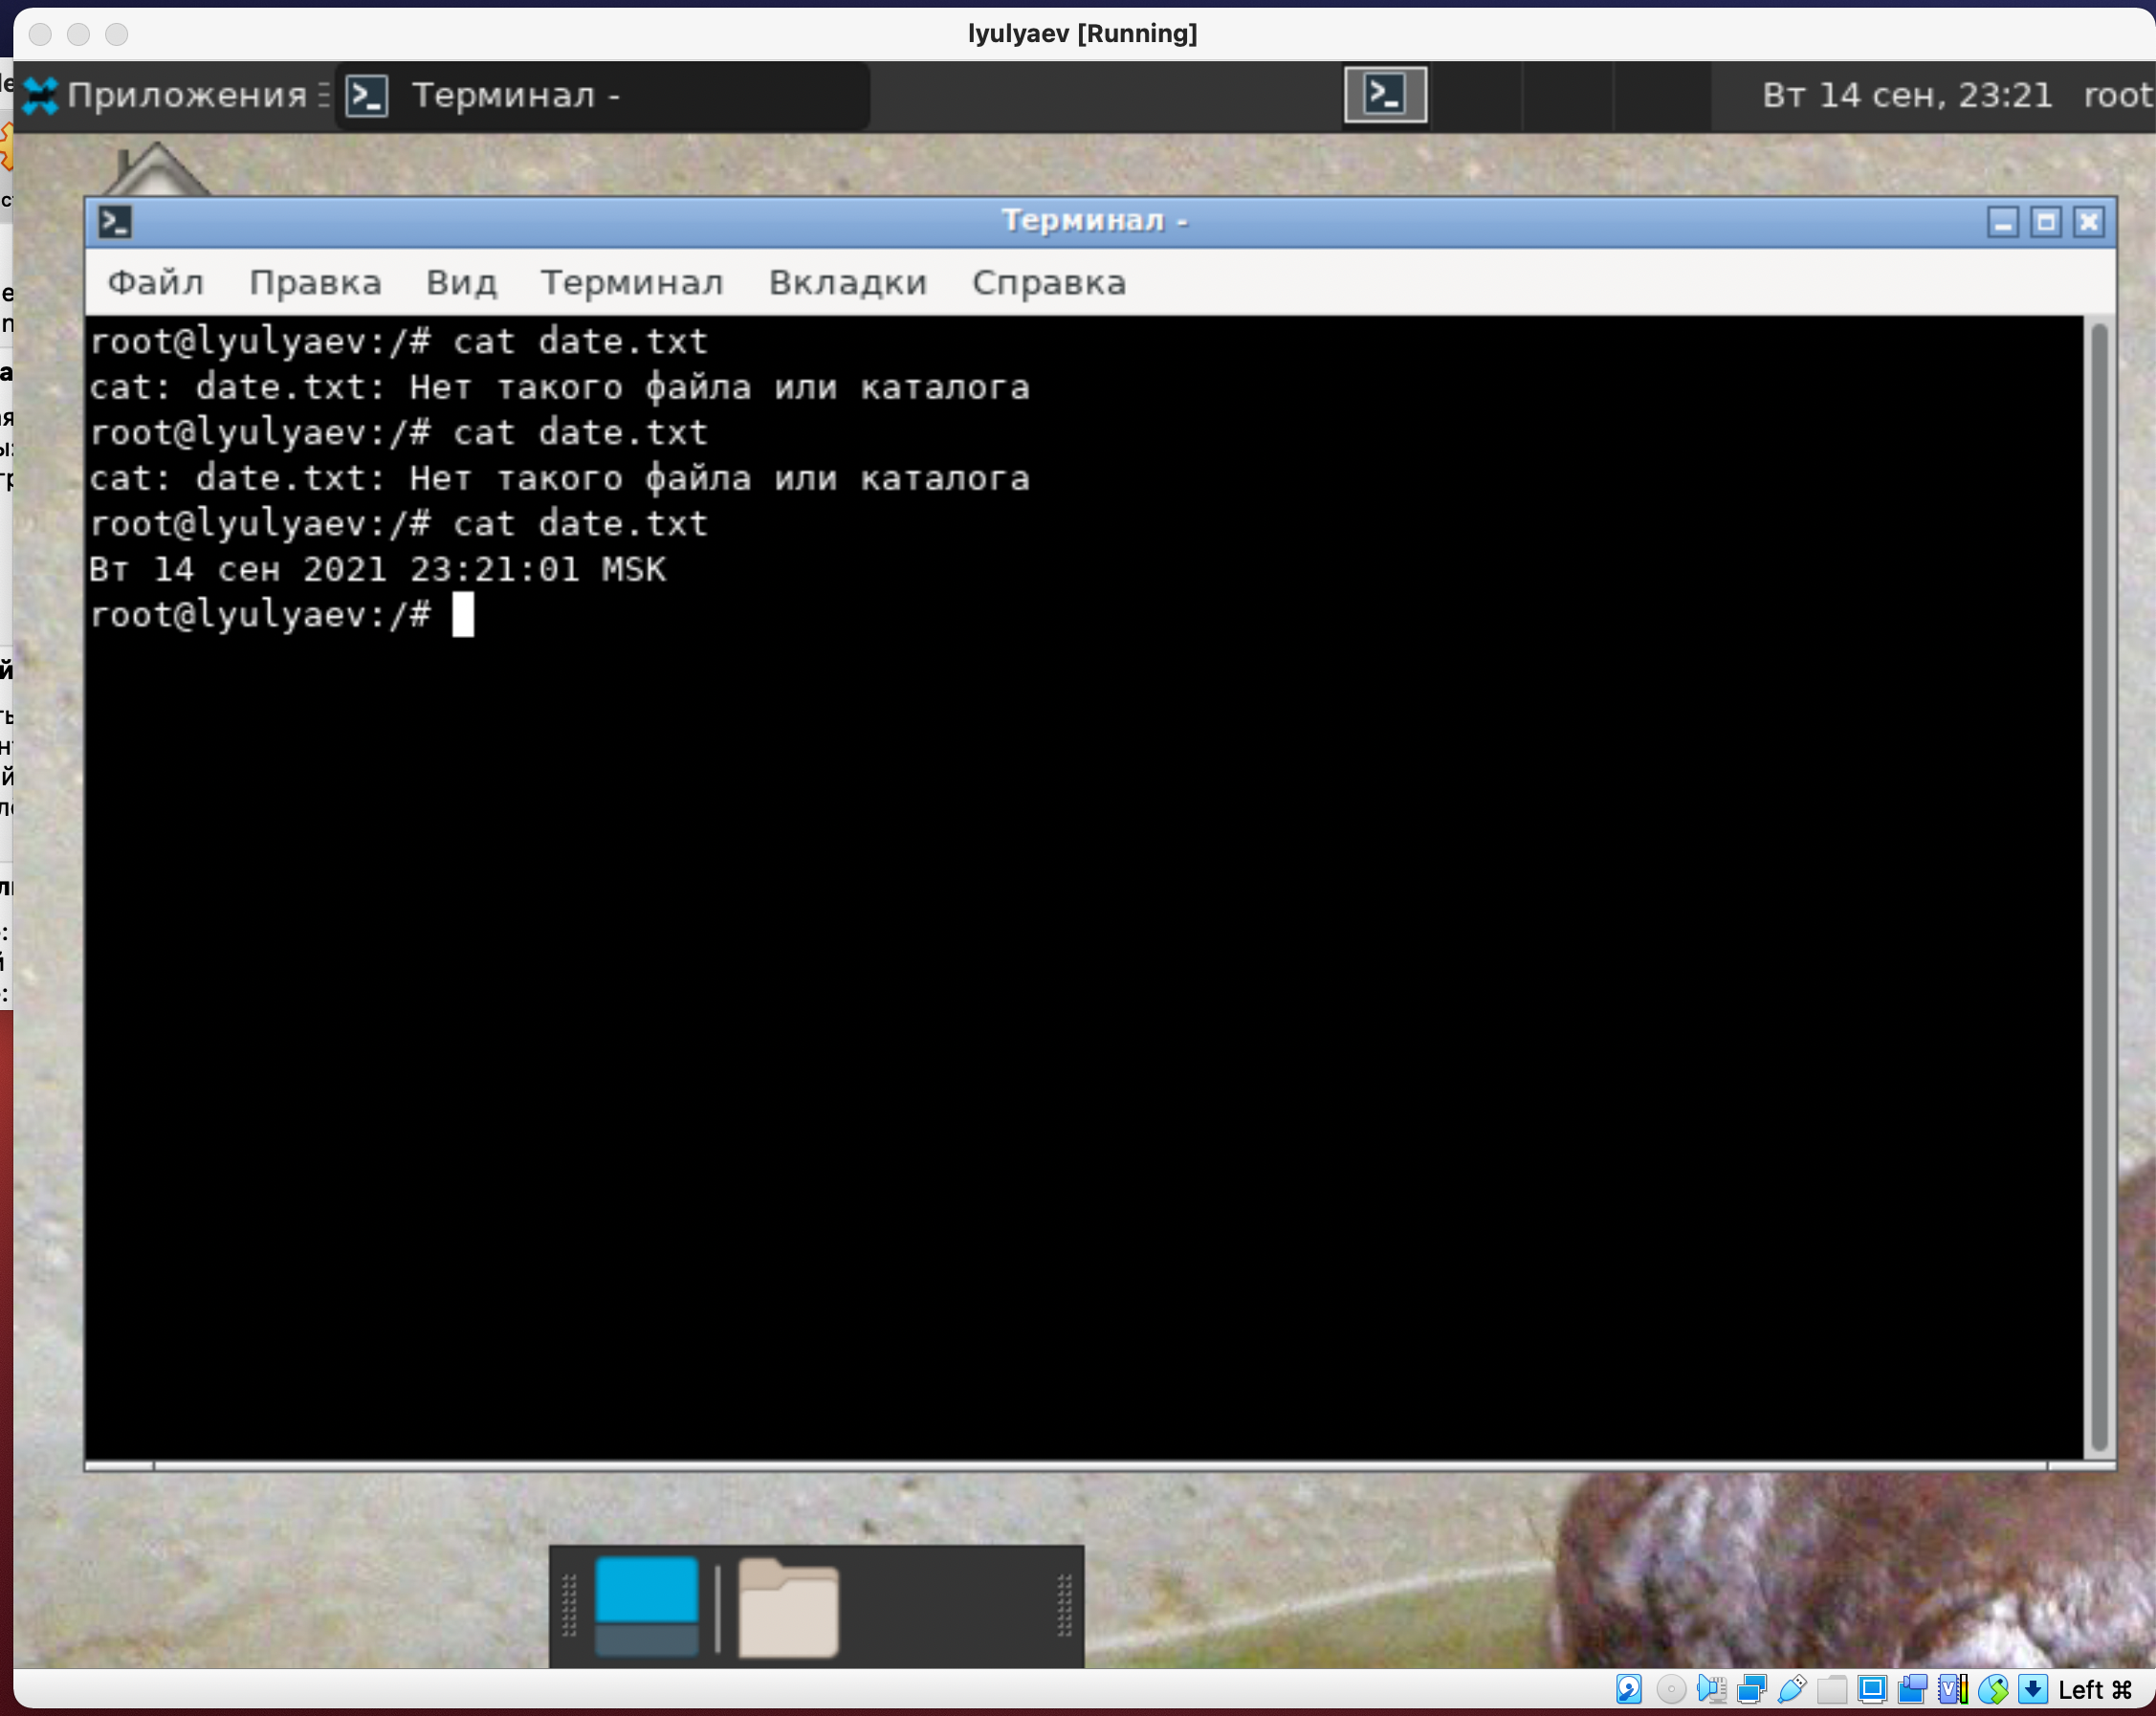 lyulyaev [Running]
Приложения Терминал - Вт 14 сен, 23:21 root
Терминал -
Файл Правка Вид Терминал Вкладки Справка
root@lyulyaev:/# cat date.txt
cat: date.txt: Нет такого файла или каталога
root@lyulyaev:/# cat date.txt
cat: date.txt: Нет такого файла или каталога
root@lyulyaev:/# cat date.txt
Вт 14 сен 2021 23:21:01 MSK
root@lyulyaev:/#
Left ⌘